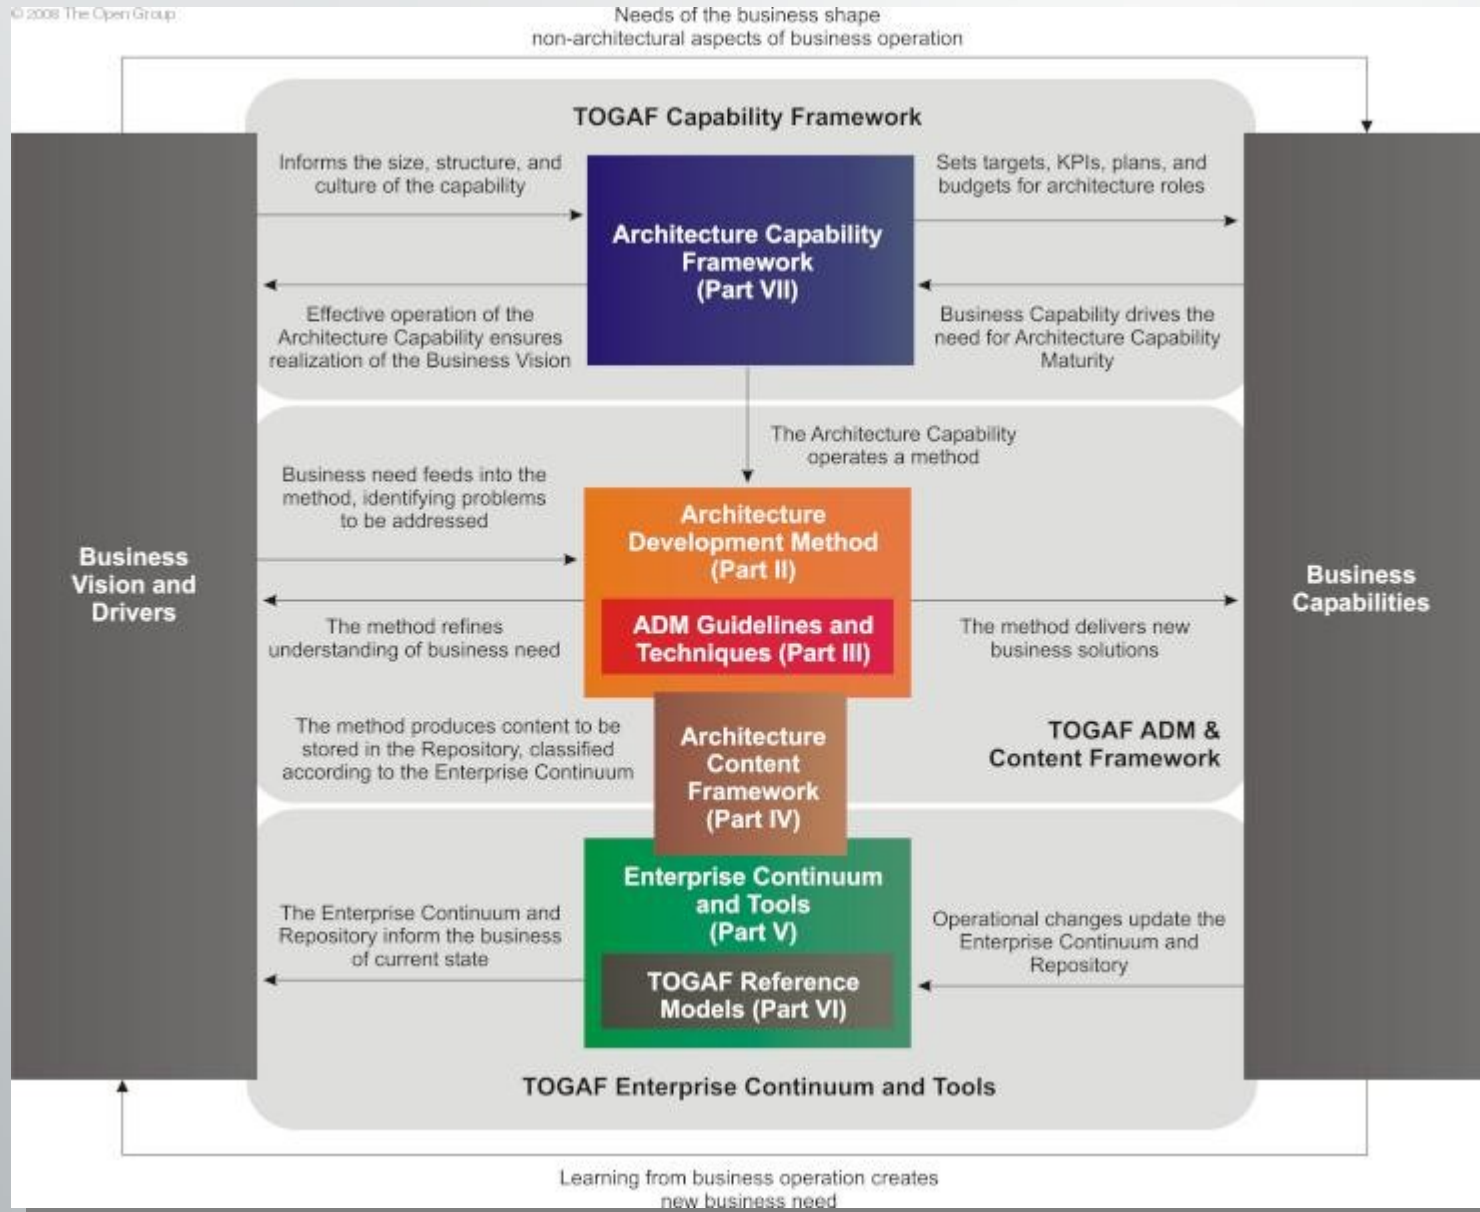 © 2008 The Open Group
Needs of the business shape
non-architectural aspects of business operation
TOGAF Capability Framework
Informs the size, structure, and
culture of the capability
Architecture Capability
Framework
(Part VII)
Sets targets, KPIs, plans, and
budgets for architecture roles
Effective operation of the
Architecture Capability ensures
realization of the Business Vision
Business Capability drives the
need for Architecture Capability
Maturity
The Architecture Capability
operates a method
Business need feeds into the
method, identifying problems
to be addressed
Business
Vision and
Drivers
Architecture
Development Method
(Part II)
ADM Guidelines and
Techniques (Part III)
Business
Capabilities
The method refines
understanding of business need
The method delivers new
business solutions
The method produces content to be
stored in the Repository, classified
according to the Enterprise Continuum
Architecture
Content
Framework
(Part IV)
TOGAF ADM &
Content Framework
Enterprise Continuum
and Tools
(Part V)
TOGAF Reference
Models (Part VI)
The Enterprise Continuum and
Repository inform the business
of current state
Operational changes update the
Enterprise Continuum and
Repository
TOGAF Enterprise Continuum and Tools
Learning from business operation creates
new business need